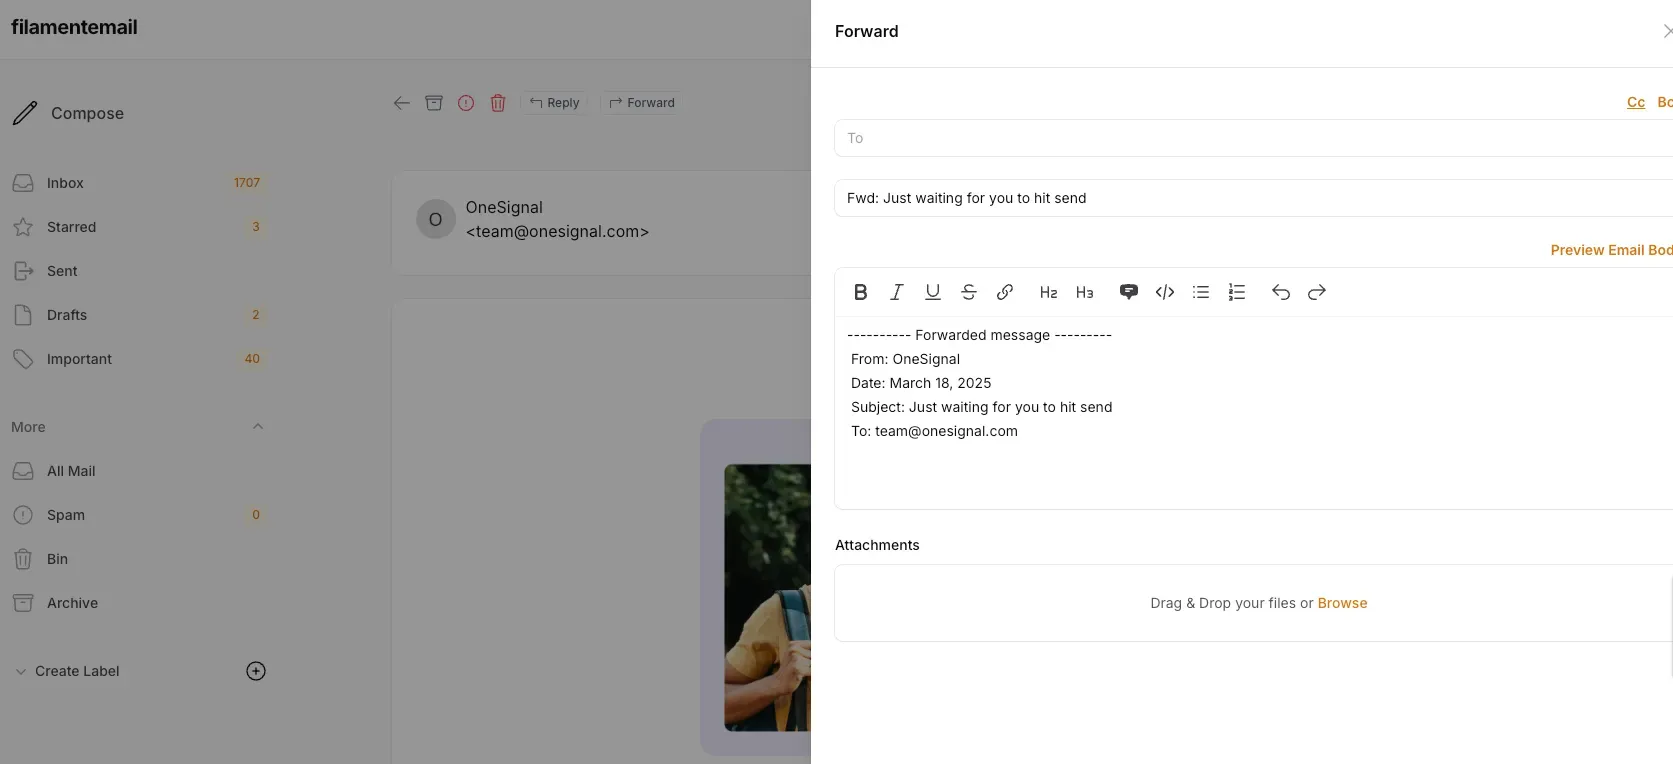 filamentemail
Compose
Inbox 1707
Starred 3
Sent
Drafts 2
Important 40
More
All Mail
Spam 0
Bin
Archive
Create Label
Reply Forward
O
OneSignal
<team@onesignal.com>
Forward
Cc
To
Fwd: Just waiting for you to hit send
Preview Email Bod
B I U S H2 H3
---------- Forwarded message ---------
From: OneSignal
Date: March 18, 2025
Subject: Just waiting for you to hit send
To: team@onesignal.com
Attachments
Drag & Drop your files or Browse